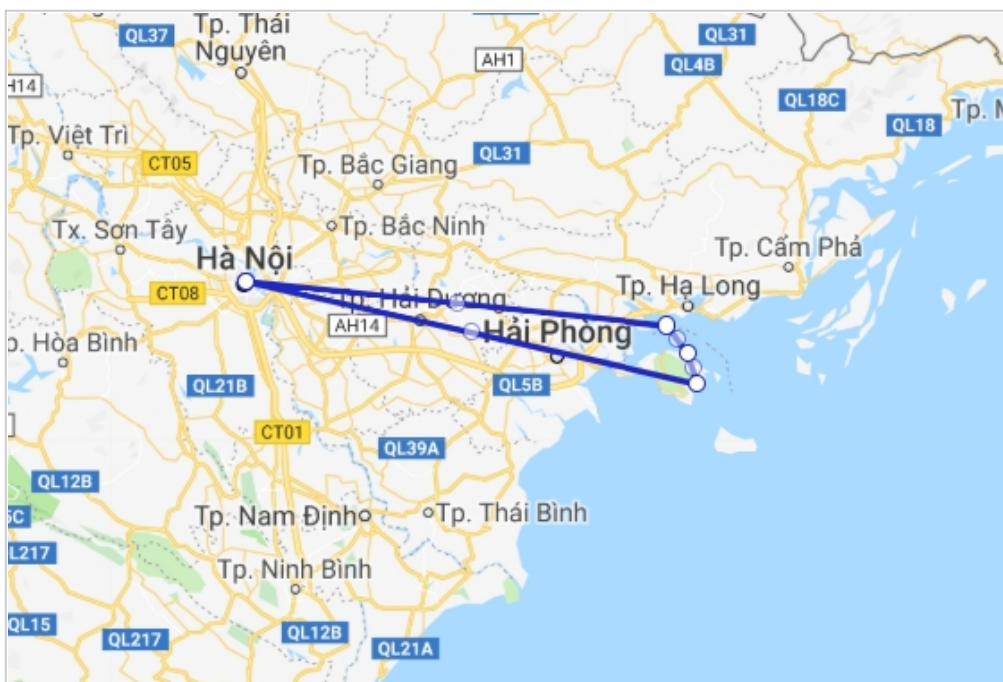 QL37
Tp. Thái
Nguyên
QL31
AH1
QL4B
H14
QL18C
QL18
Tp. M
Tp. Việt Trì
CT05
QL31
Tp. Bắc Giang
Tx. Sơn Tây
Tp. Bắc Ninh
Hà Nội
Tp. Cẩm Phả
CT08
Tp. Hải Dương
Tp. Hạ Long
AH14
Hải Phòng
p. Hòa Bình
QL21B
QL5B
CT01
QL39A
QL12B
5C
Tp. Nam Định
Tp. Thái Bình
L217
Tp. Ninh Bình
QL15
QL217
QL12B
QL21A